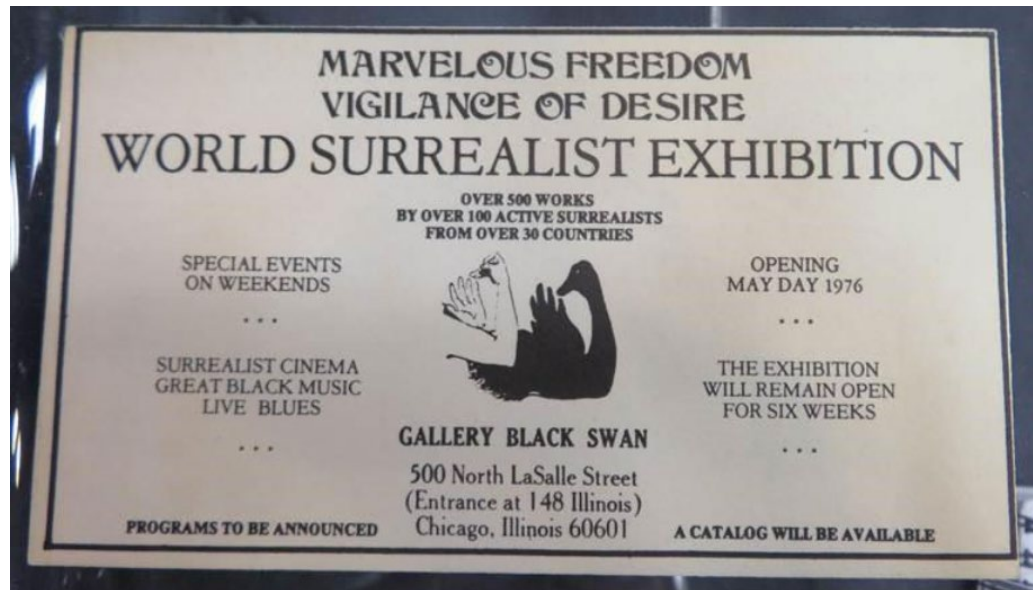 MARVELOUS FREEDOM
VIGILANCE OF DESIRE
WORLD SURREALIST EXHIBITION
OVER 500 WORKS
BY OVER 100 ACTIVE SURREALISTS
FROM OVER 30 COUNTRIES
SPECIAL EVENTS
ON WEEKENDS
...
SURREALIST CINEMA
GREAT BLACK MUSIC
LIVE BLUES
...
PROGRAMS TO BE ANNOUNCED
GALLERY BLACK SWAN
500 North LaSalle Street
(Entrance at 148 Illinois)
Chicago, Illinois 60601
OPENING
MAY DAY 1976
...
THE EXHIBITION
WILL REMAIN OPEN
FOR SIX WEEKS
...
A CATALOG WILL BE AVAILABLE